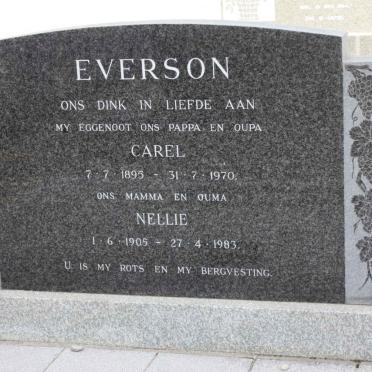 EVERSON
ONS DINK IN LIEFDE AAN
MY EGGENOOT ONS PAPPA EN OUPA
CAREL
7 · 7 · 1895 – 31 · 7 · 1970.
ONS MAMMA EN OUMA
NELLIE
1 · 6 · 1905 – 27 · 4 · 1983.
U IS MY ROTS EN MY BERGVESTING.